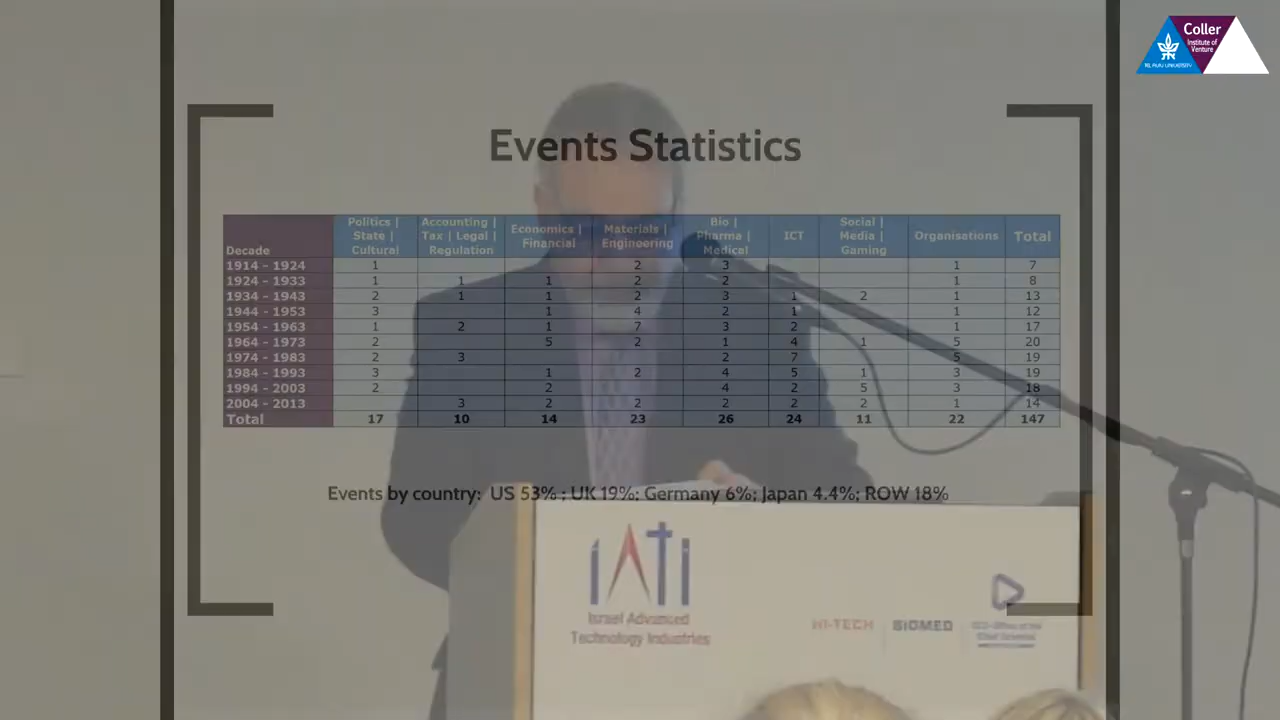 Coller
Institute of
Venture
TEL AVIV UNIVERSITY
Events Statistics
Decade | Politics | State | Cultural | Accounting | Tax | Legal | Regulation | Economics | Financial | Materials | Engineering | Bio | Pharma | Medical | ICT | Social | Media | Gaming | Organisations | Total
1914 - 1924 1 2 3 1 7
1924 - 1933 1 1 1 2 2 1 8
1934 - 1943 2 1 1 2 3 1 2 1 13
1944 - 1953 3 1 4 2 1 1 12
1954 - 1963 1 2 1 7 3 2 1 17
1964 - 1973 2 5 2 1 4 1 5 20
1974 - 1983 2 3 2 7 5 19
1984 - 1993 3 1 2 4 5 1 3 19
1994 - 2003 2 2 4 2 5 3 18
2004 - 2013 3 2 2 2 2 2 1 14
Total 17 10 14 23 26 24 11 22 147
Events by country: US 53% ; UK 19%; Germany 6%; Japan 4.4%; ROW 18%
IATI
Israel Advanced
Technology Industries
HI-TECH
BIOMED